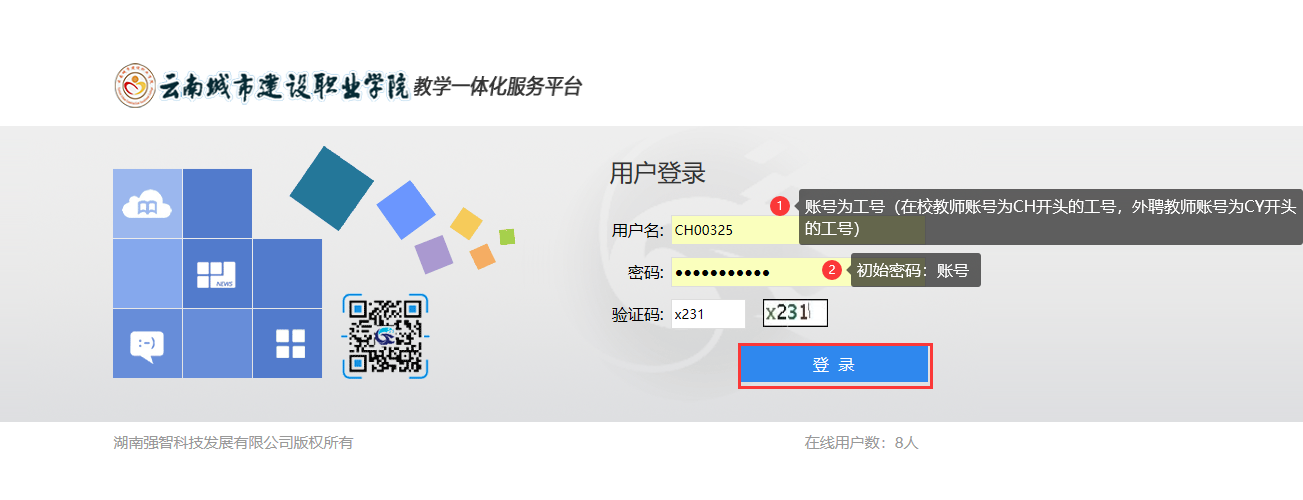 云南城市建设职业学院 教学一体化服务平台
用户登录
1 账号为工号（在校教师账号为CH开头的工号，外聘教师账号为CY开头
的工号）
用户名: CH00325
密码: ●●●●●●●●●●● 2 初始密码：账号
验证码: x231 x231
登 录
NEWS
:-)
湖南强智科技发展有限公司版权所有 在线用户数：8人